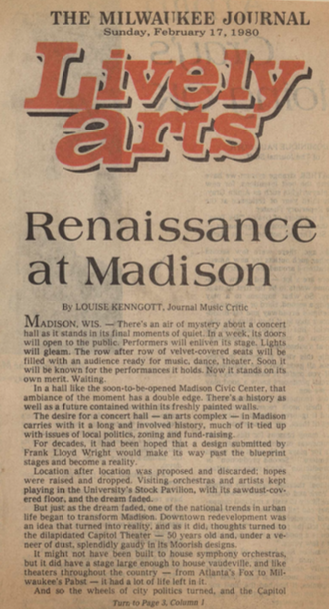 THE MILWAUKEE JOURNAL
Sunday, February 17, 1980
Lively
arts
Renaissance
at Madison
By LOUISE KENNGOTT, Journal Music Critic
MADISON, WIS. — There's an air of mystery about a concert
hall as it stands in its final moments of quiet. In a week, its doors
will open to the public. Performers will enliven its stage. Lights
will gleam. The row after row of velvet-covered seats will be
filled with an audience ready for music, dance, theater. Soon it
will be known for the performances it holds. Now it stands on its
own merit. Waiting.
In a hall like the soon-to-be-opened Madison Civic Center, that
ambiance of the moment has a double edge. There's a history as
well as a future contained within its freshly painted walls.
The desire for a concert hall — an arts complex — in Madison
carries with it a long and involved history, much of it tied up
with issues of local politics, zoning and fund-raising.
For decades, it had been hoped that a design submitted by
Frank Lloyd Wright would make its way past the blueprint
stages and become a reality.
Location after location was proposed and discarded; hopes
were raised and dropped. Visiting orchestras and artists kept
playing in the University's Stock Pavilion, with its sawdust-cov-
ered floor, and the dream faded.
But just as the dream faded, one of the national trends in urban
life began to transform Madison. Downtown redevelopment was
an idea that turned into reality, and as it did, thoughts turned to
the dilapidated Capitol Theater — 50 years old and, under a ve-
neer of dust, splendidly gaudy in its Moorish designs.
It might not have been built to house symphony orchestras,
but it did have a stage large enough to house vaudeville, and like
theaters throughout the country — from Atlanta's Fox to Mil-
waukee's Pabst — it had a lot of life left in it.
And so the wheels of city politics turned, and the Capitol
Turn to Page 3, Column 1